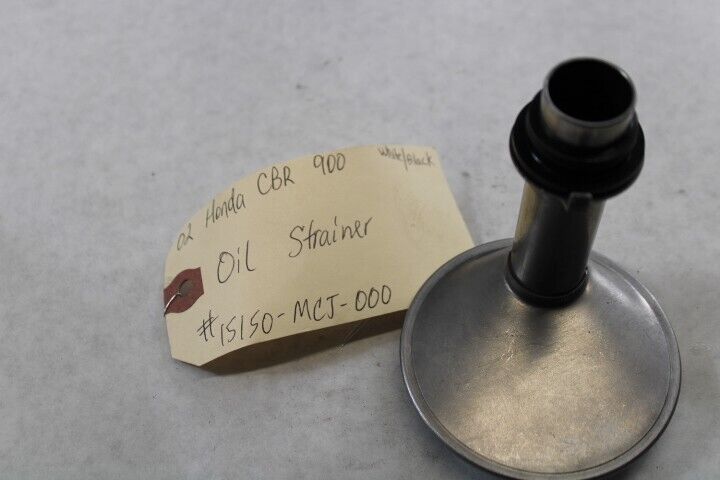 02 Honda CBR 900 White/Black
Oil Strainer
#15150-MCJ-000